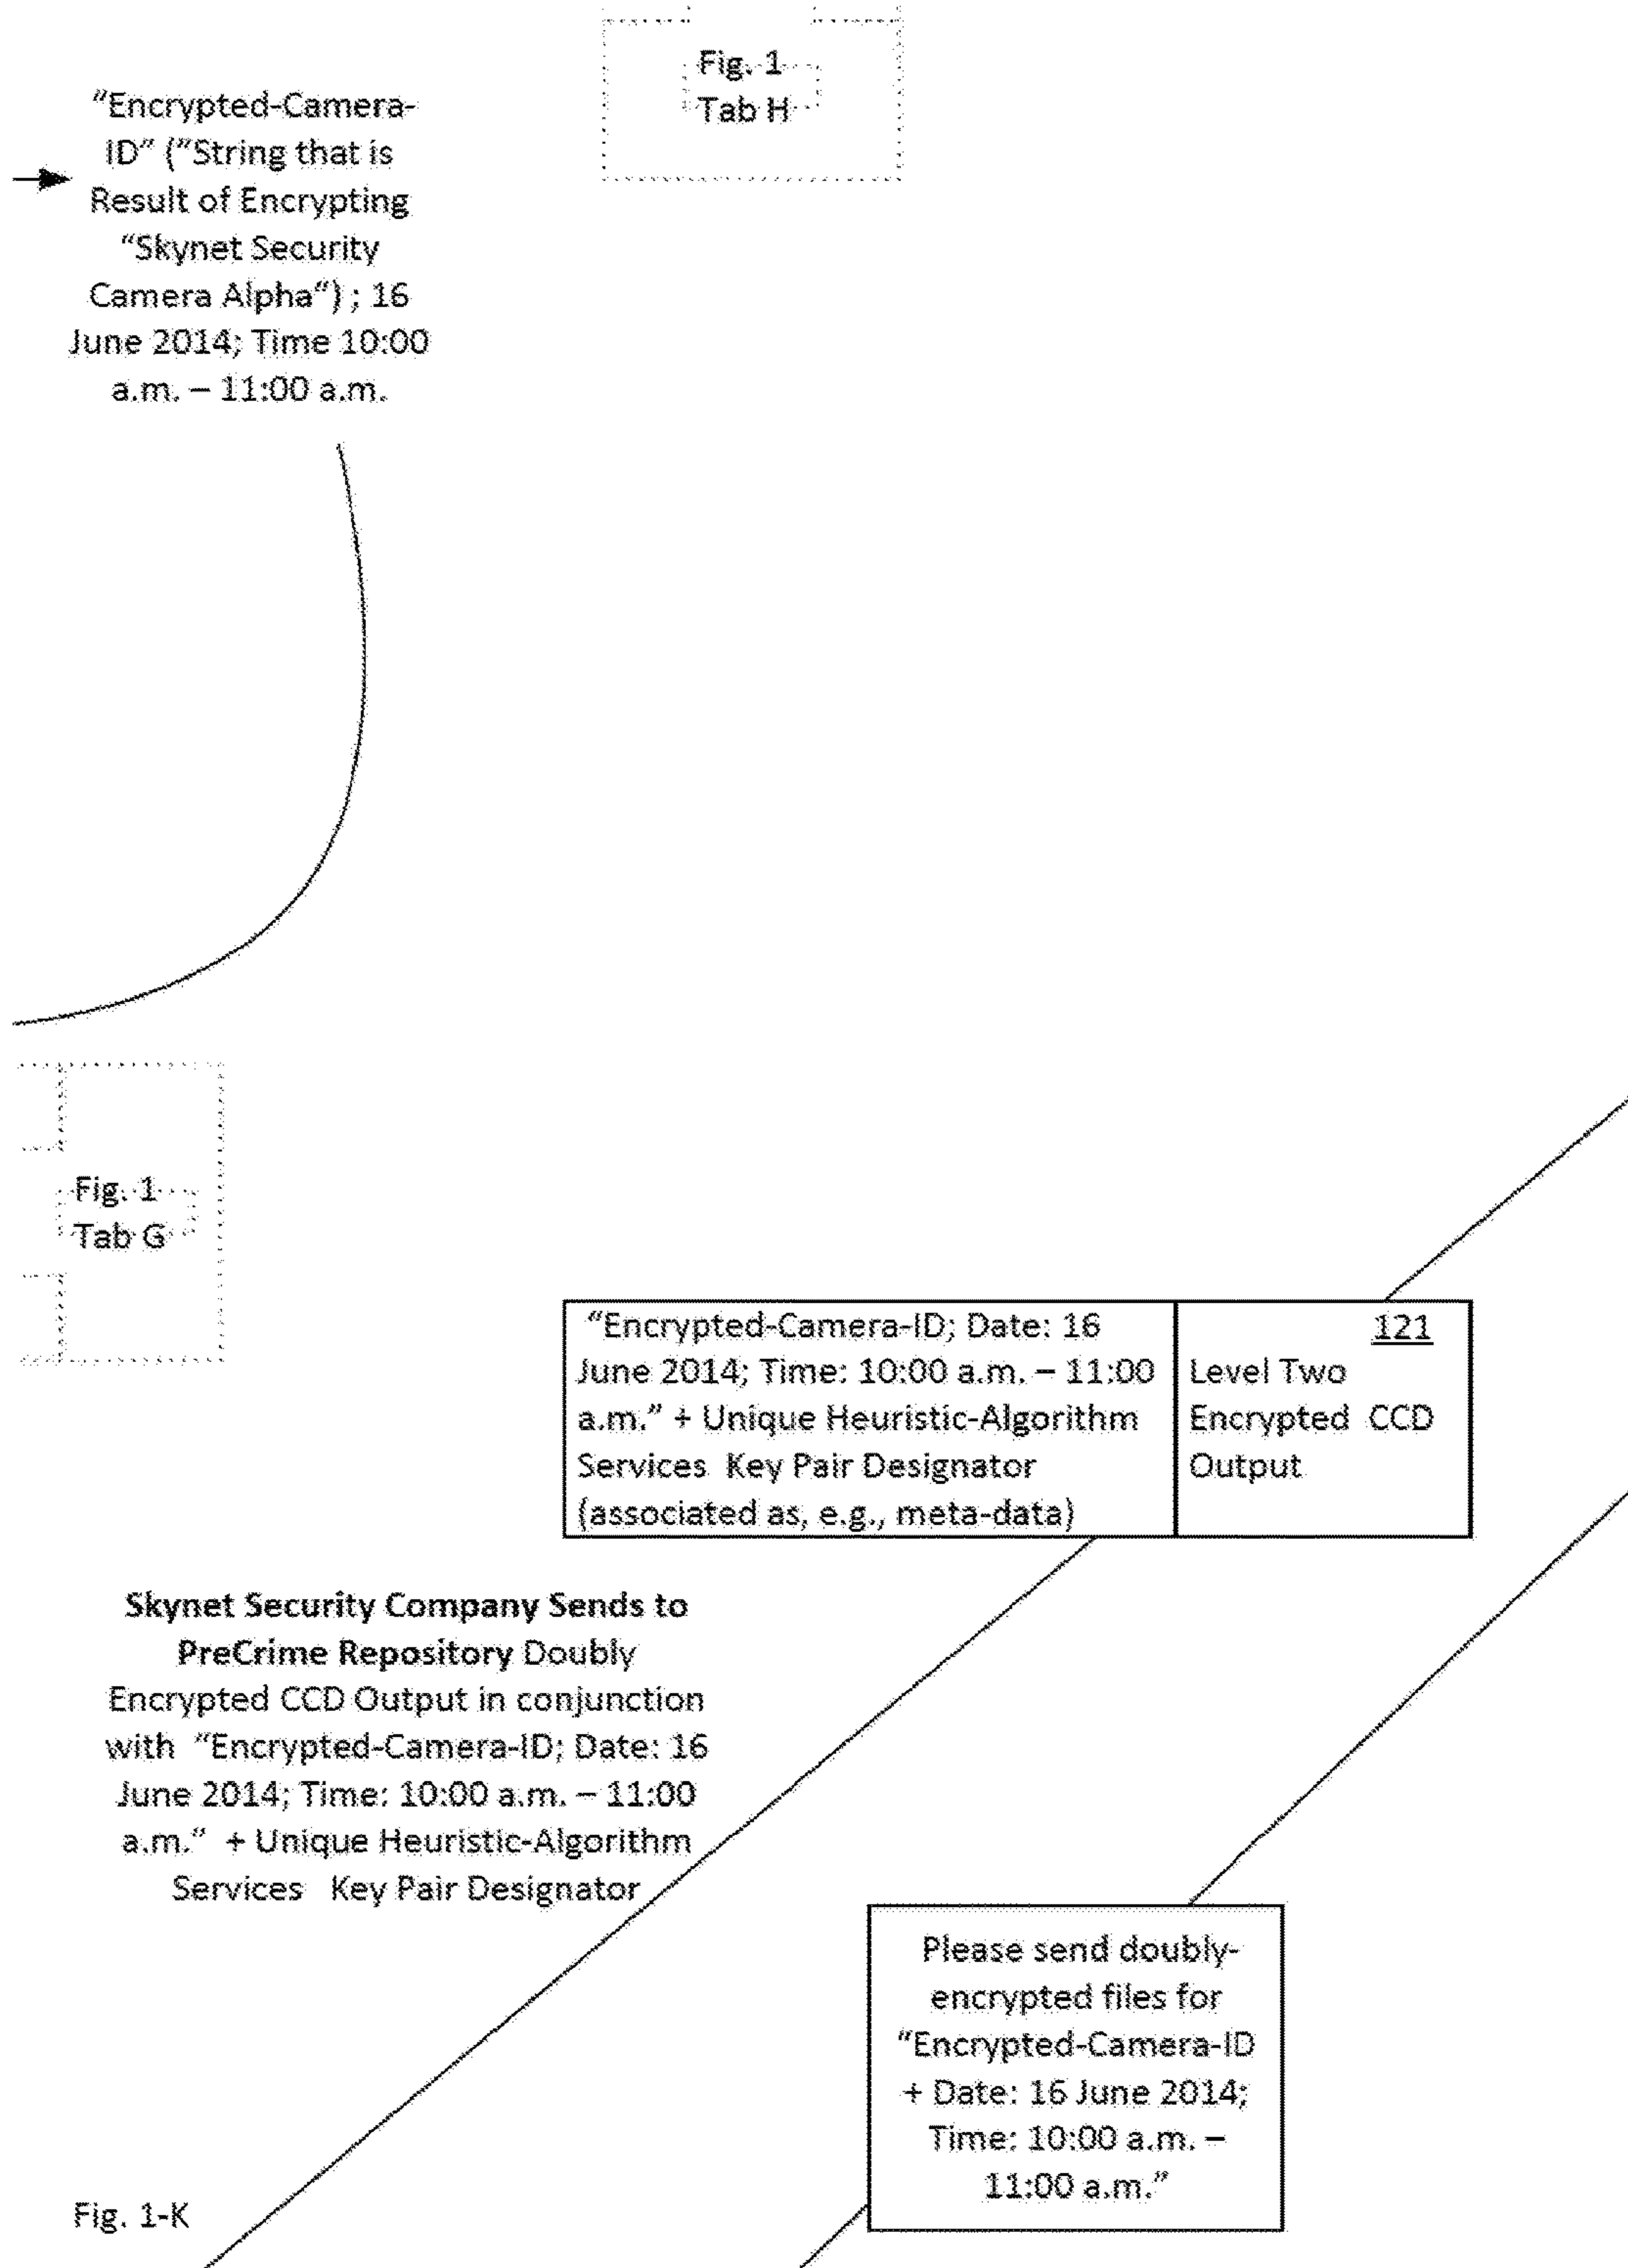 Fig. 1
Tab H
"Encrypted-Camera-
ID" ("String that is
Result of Encrypting
"Skynet Security
Camera Alpha") ; 16
June 2014; Time 10:00
a.m. – 11:00 a.m.
Fig. 1
Tab G
"Encrypted-Camera-ID; Date: 16
June 2014; Time: 10:00 a.m. – 11:00
a.m." + Unique Heuristic-Algorithm
Services Key Pair Designator
(associated as, e.g., meta-data)
121
Level Two
Encrypted CCD
Output
Skynet Security Company Sends to
PreCrime Repository Doubly
Encrypted CCD Output in conjunction
with "Encrypted-Camera-ID; Date: 16
June 2014; Time: 10:00 a.m. – 11:00
a.m." + Unique Heuristic-Algorithm
Services Key Pair Designator
Please send doubly-
encrypted files for
"Encrypted-Camera-ID
+ Date: 16 June 2014;
Time: 10:00 a.m. –
11:00 a.m."
Fig. 1-K